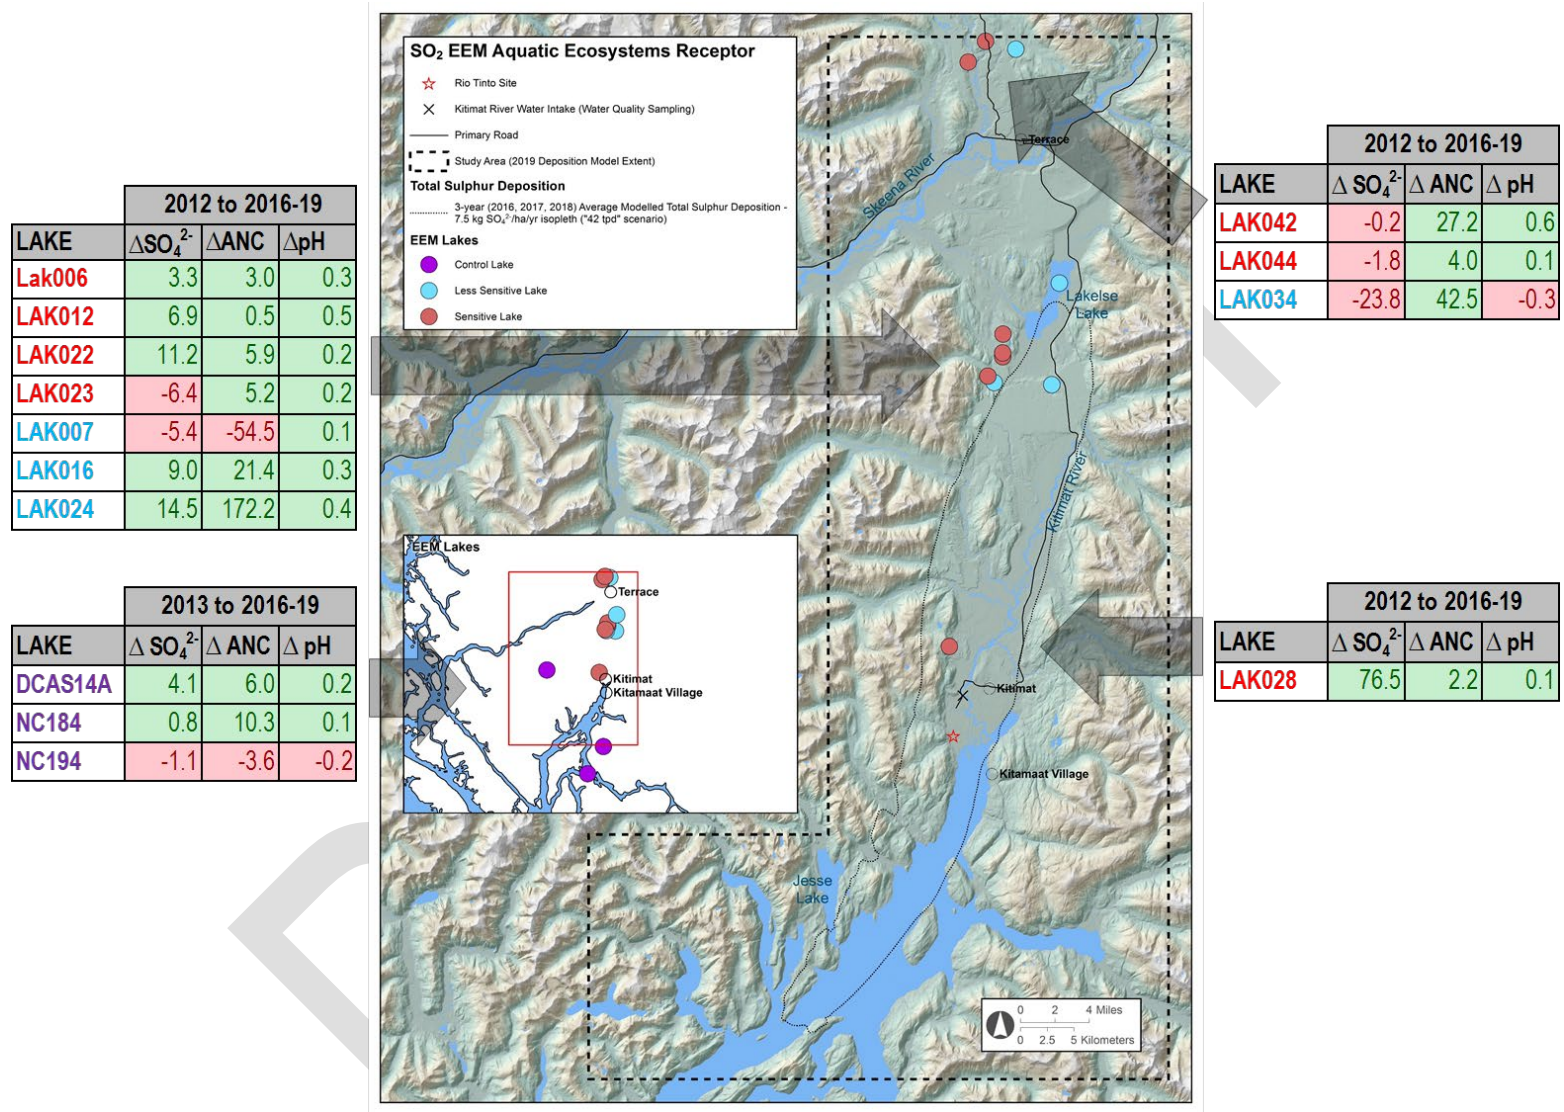 SO₂ EEM Aquatic Ecosystems Receptor
Rio Tinto Site
Kitimat River Water Intake (Water Quality Sampling)
Primary Road
Study Area (2019 Deposition Model Extent)
Total Sulphur Deposition
3-year (2016, 2017, 2018) Average Modelled Total Sulphur Deposition -
7.5 kg SO₄²⁻/ha/yr isopleth ("42 tpd" scenario)
EEM Lakes
Control Lake
Less Sensitive Lake
Sensitive Lake
2012 to 2016-19
LAKE ΔSO₄²⁻ ΔANC ΔpH
Lak006 3.3 3.0 0.3
LAK012 6.9 0.5 0.5
LAK022 11.2 5.9 0.2
LAK023 -6.4 5.2 0.2
LAK007 -5.4 -54.5 0.1
LAK016 9.0 21.4 0.3
LAK024 14.5 172.2 0.4
2013 to 2016-19
LAKE Δ SO₄²⁻ Δ ANC Δ pH
DCAS14A 4.1 6.0 0.2
NC184 0.8 10.3 0.1
NC194 -1.1 -3.6 -0.2
EEM Lakes
Terrace
Kitimat
Kitamaat Village
Terrace
Skeena River
Lakelse
Lake
Kitimat River
Kitimat
Kitamaat Village
Jesse
Lake
0 2 4 Miles
0 2.5 5 Kilometers
2012 to 2016-19
LAKE Δ SO₄²⁻ Δ ANC Δ pH
LAK042 -0.2 27.2 0.6
LAK044 -1.8 4.0 0.1
LAK034 -23.8 42.5 -0.3
2012 to 2016-19
LAKE Δ SO₄²⁻ Δ ANC Δ pH
LAK028 76.5 2.2 0.1